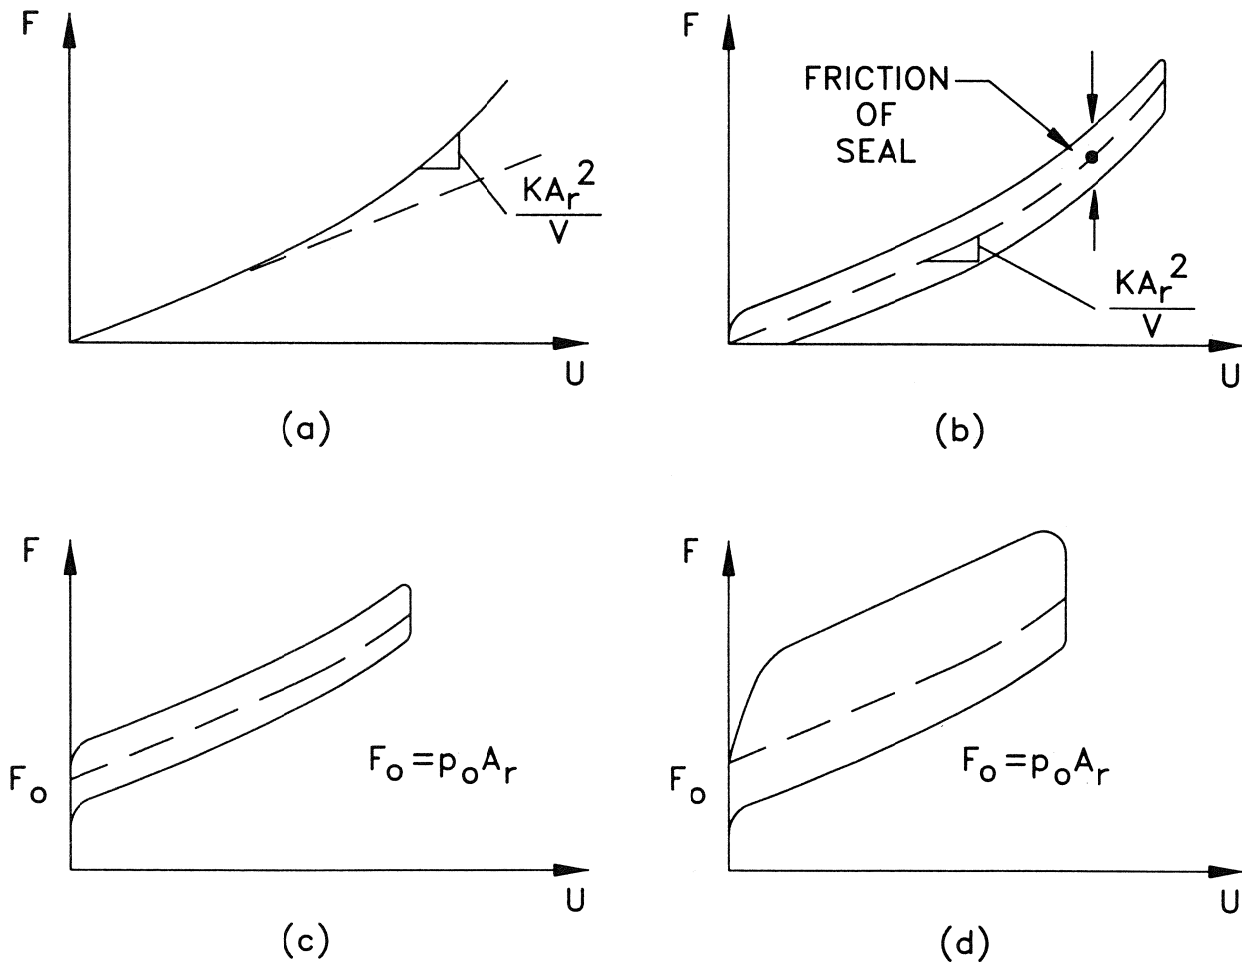 F
KAr²
V
U
(a)
F
FRICTION
OF
SEAL
KAr²
V
U
(b)
F
Fo
Fo=poAr
U
(c)
F
Fo
Fo=poAr
U
(d)